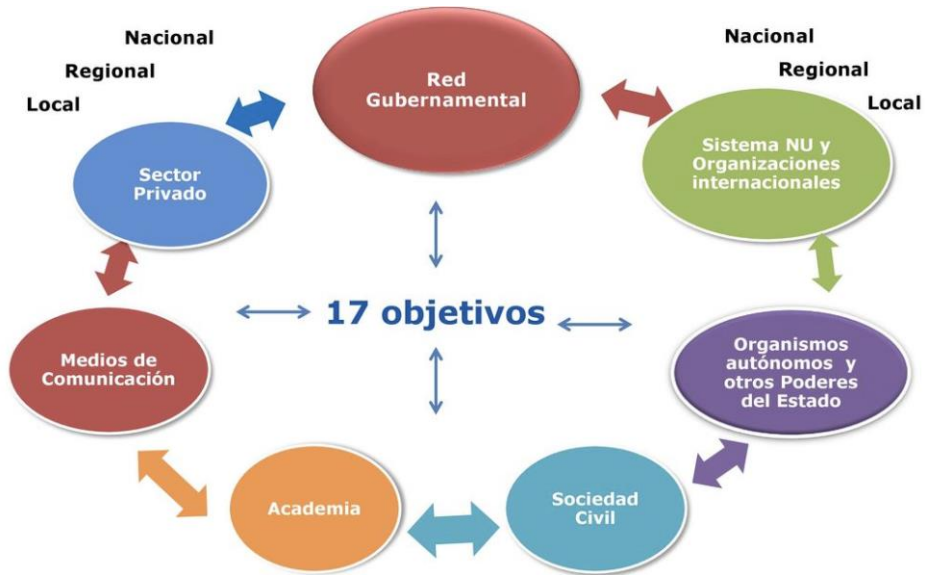 Nacional
Regional
Local
Red
Gubernamental
Nacional
Regional
Local
Sector
Privado
Sistema NU y
Organizaciones
internacionales
17 objetivos
Medios de
Comunicación
Organismos
autónomos y
otros Poderes
del Estado
Academia
Sociedad
Civil